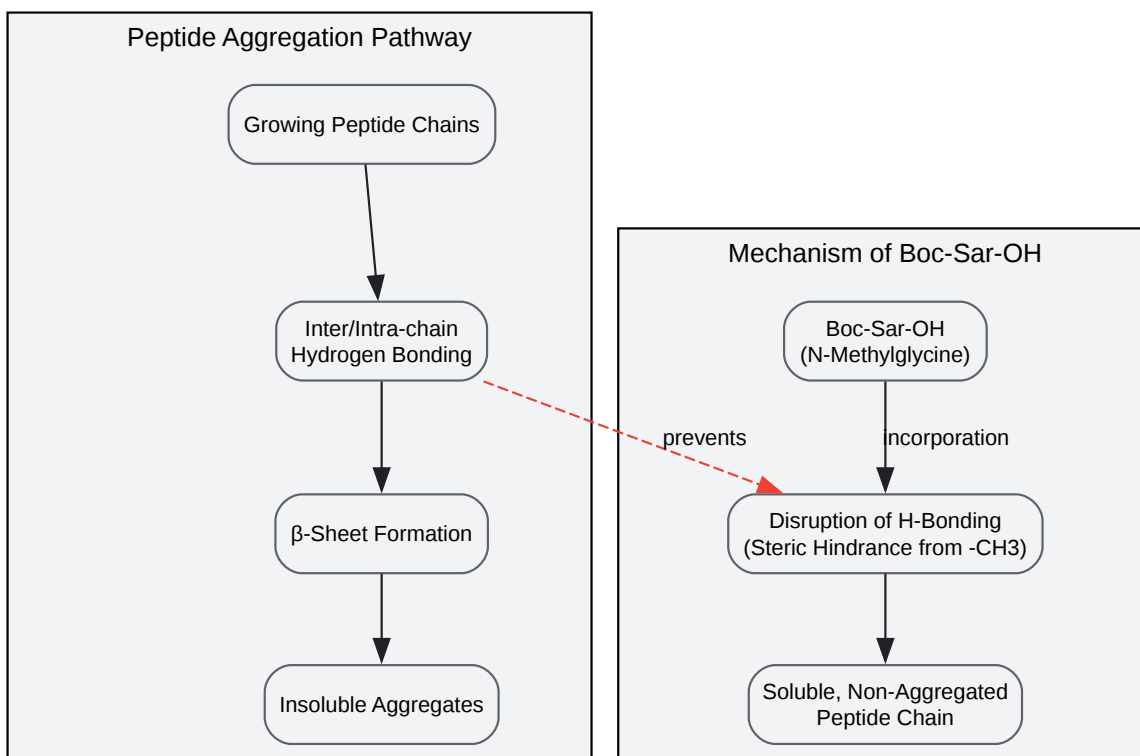 Peptide Aggregation Pathway
Growing Peptide Chains
Inter/Intra-chain
Hydrogen Bonding
β-Sheet Formation
Insoluble Aggregates
Mechanism of Boc-Sar-OH
Boc-Sar-OH
(N-Methylglycine)
prevents
incorporation
Disruption of H-Bonding
(Steric Hindrance from -CH3)
Soluble, Non-Aggregated
Peptide Chain